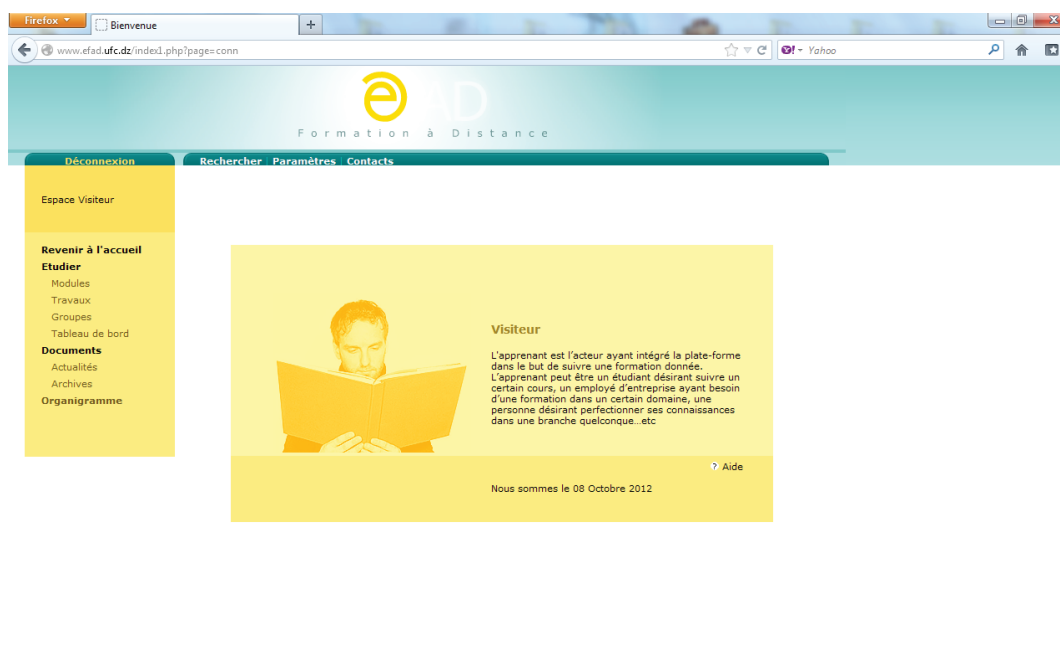 Firefox
Bienvenue
www.efad.ufc.dz/index1.php?page=conn
Yahoo
eAD
Formation à Distance
Déconnexion
Rechercher | Paramètres | Contacts
Espace Visiteur
Revenir à l'accueil
Etudier
Modules
Travaux
Groupes
Tableau de bord
Documents
Actualités
Archives
Organigramme
Visiteur
L'apprenant est l'acteur ayant intégré la plate-forme
dans le but de suivre une formation donnée.
L'apprenant peut être un étudiant désirant suivre un
certain cours, un employé d'entreprise ayant besoin
d'une formation dans un certain domaine, une
personne désirant perfectionner ses connaissances
dans une branche quelconque...etc
? Aide
Nous sommes le 08 Octobre 2012